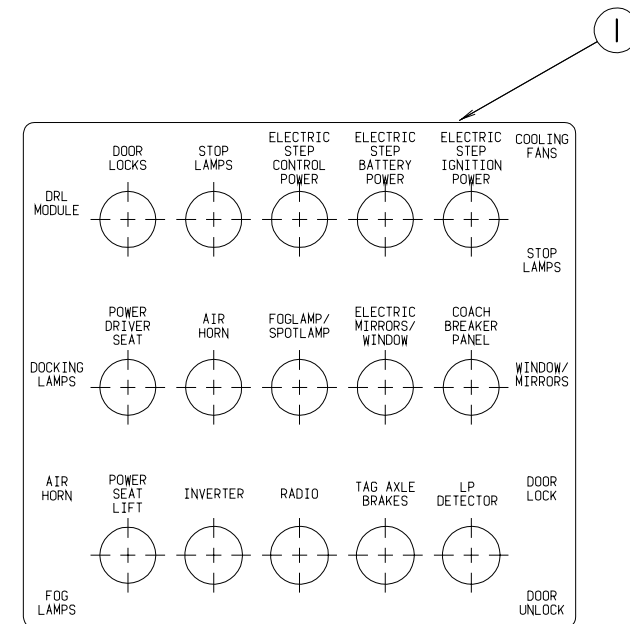 1
DOOR
LOCKS
STOP
LAMPS
ELECTRIC
STEP
CONTROL
POWER
ELECTRIC
STEP
BATTERY
POWER
ELECTRIC
STEP
IGNITION
POWER
COOLING
FANS
DRL
MODULE
STOP
LAMPS
POWER
DRIVER
SEAT
AIR
HORN
FOGLAMP/
SPOTLAMP
ELECTRIC
MIRRORS/
WINDOW
COACH
BREAKER
PANEL
DOCKING
LAMPS
WINDOW/
MIRRORS
AIR
HORN
POWER
SEAT
LIFT
INVERTER
RADIO
TAG AXLE
BRAKES
LP
DETECTOR
DOOR
LOCK
FOG
LAMPS
DOOR
UNLOCK